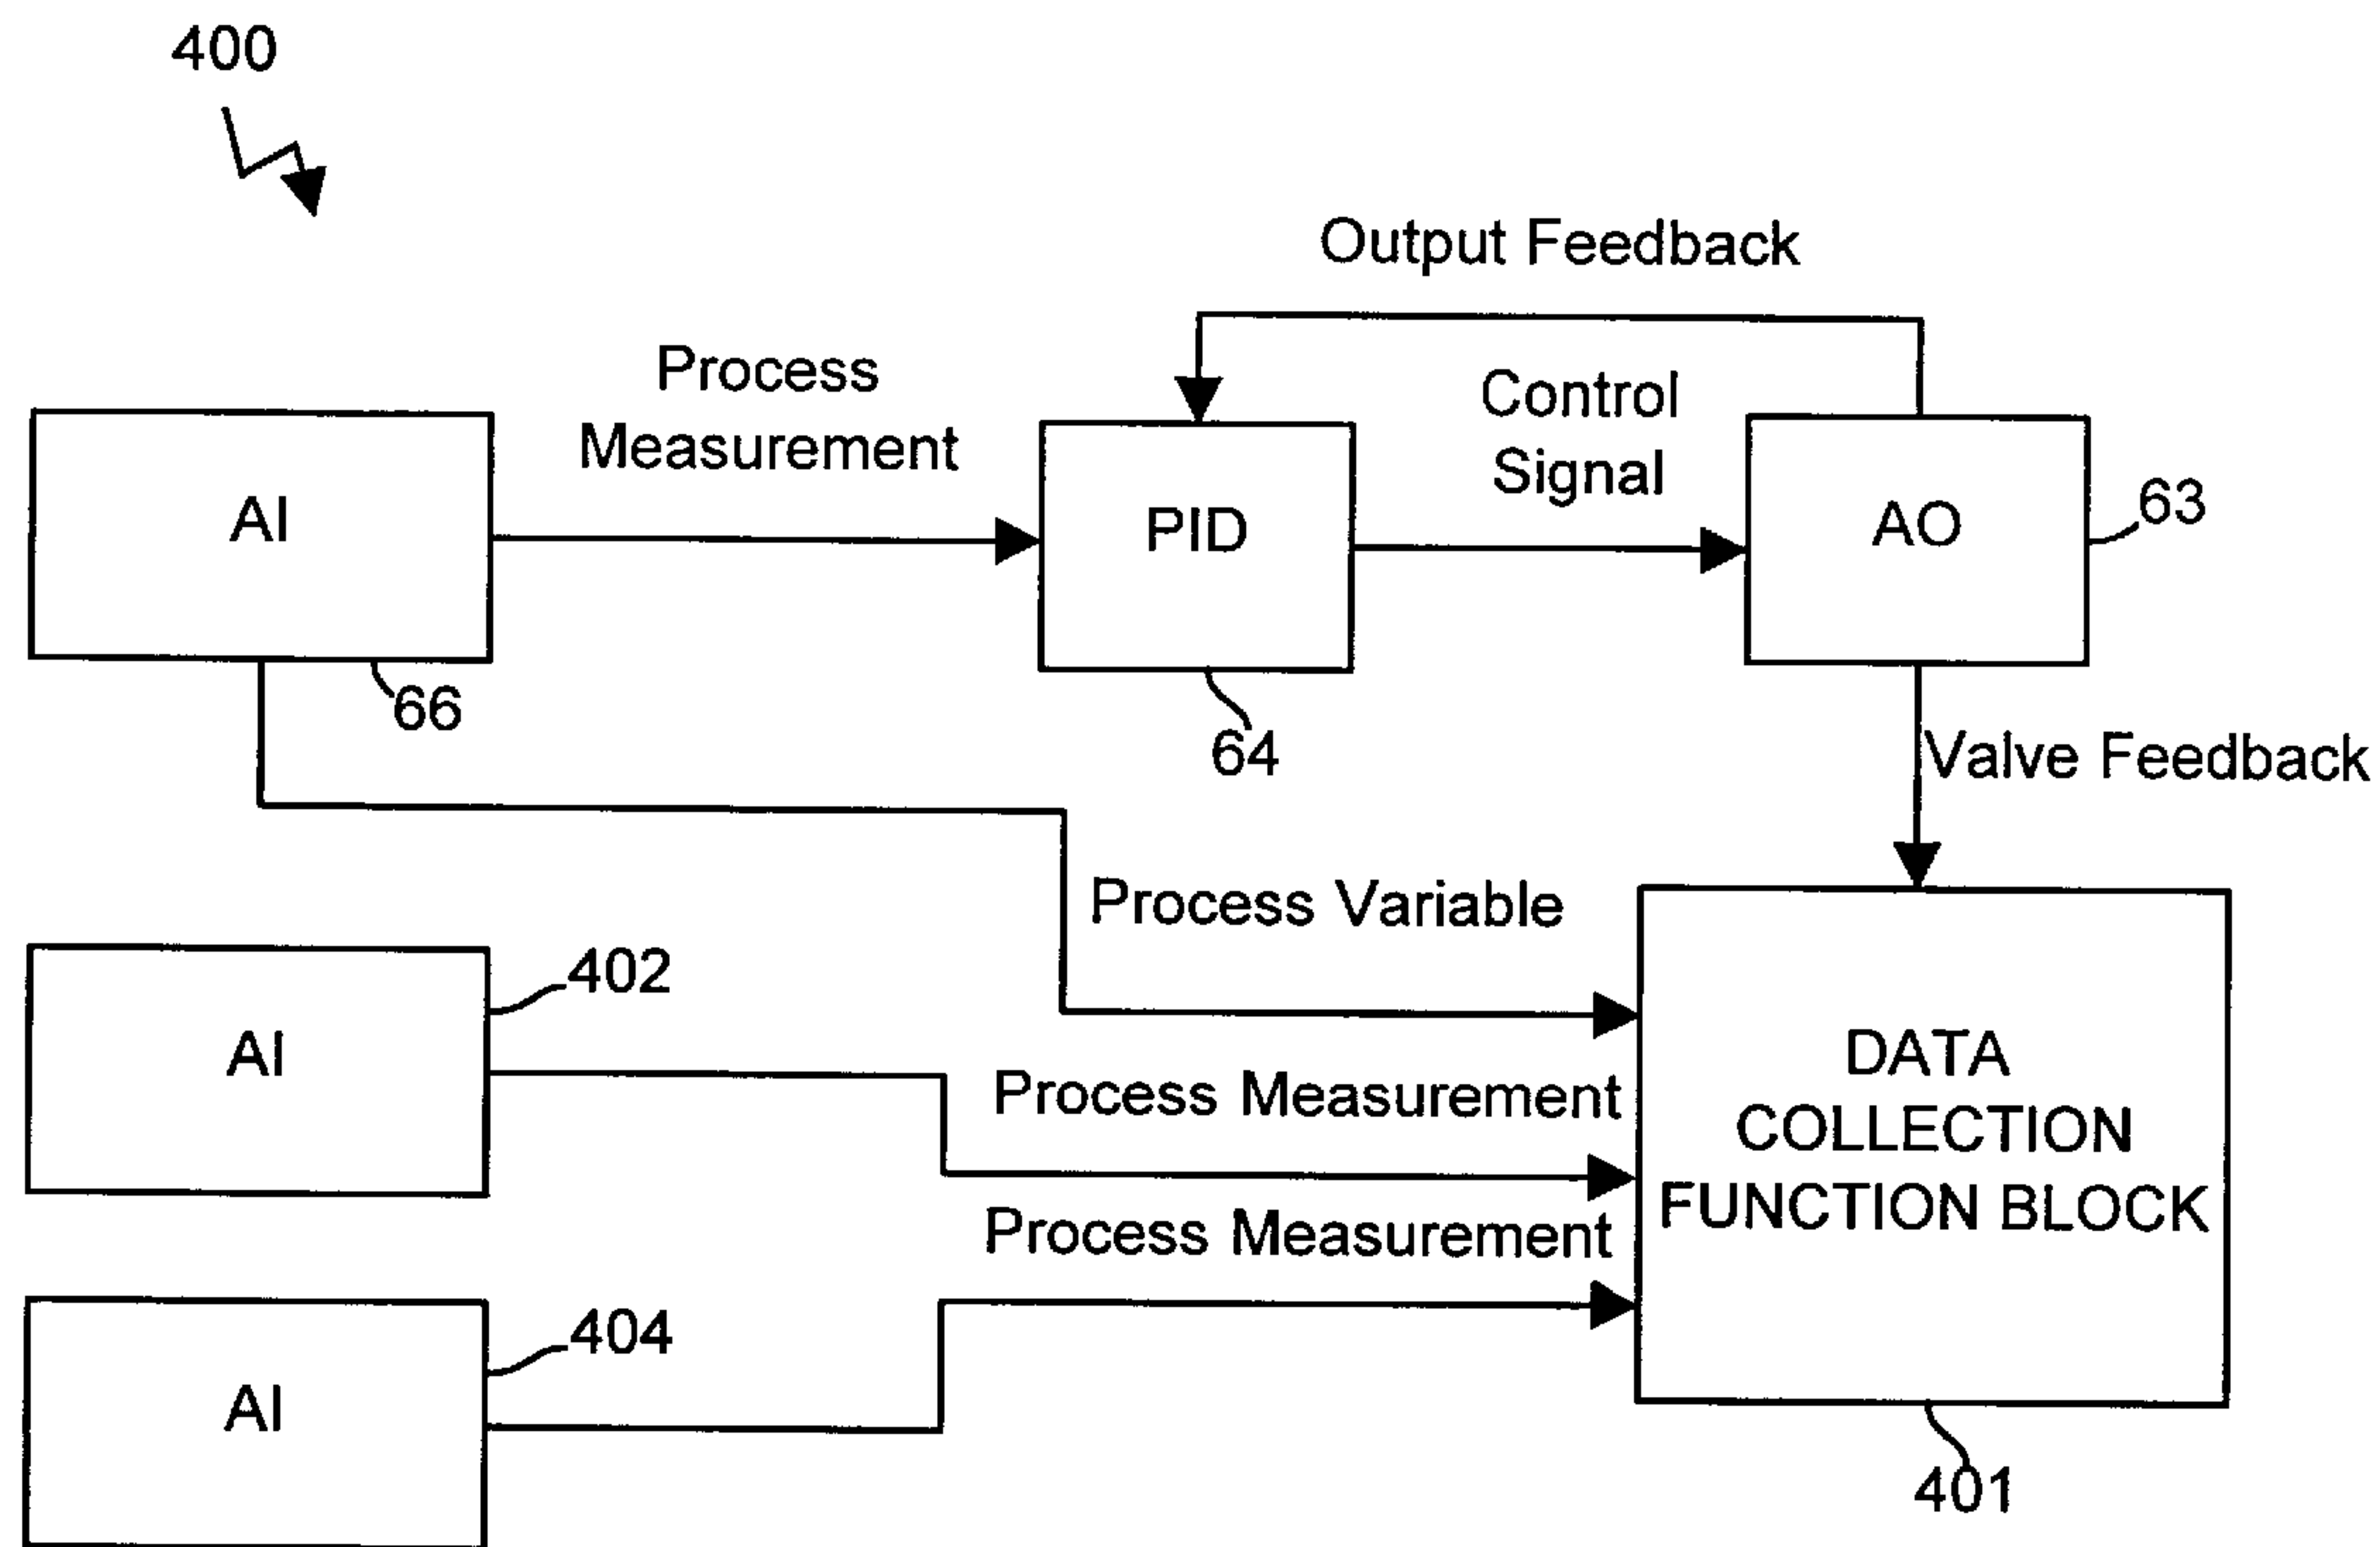 400
Output Feedback
Process
Measurement
Control
Signal
AI
PID
AO
63
66
64
Valve Feedback
Process Variable
402
AI
Process Measurement
DATA
COLLECTION
FUNCTION BLOCK
Process Measurement
404
AI
401